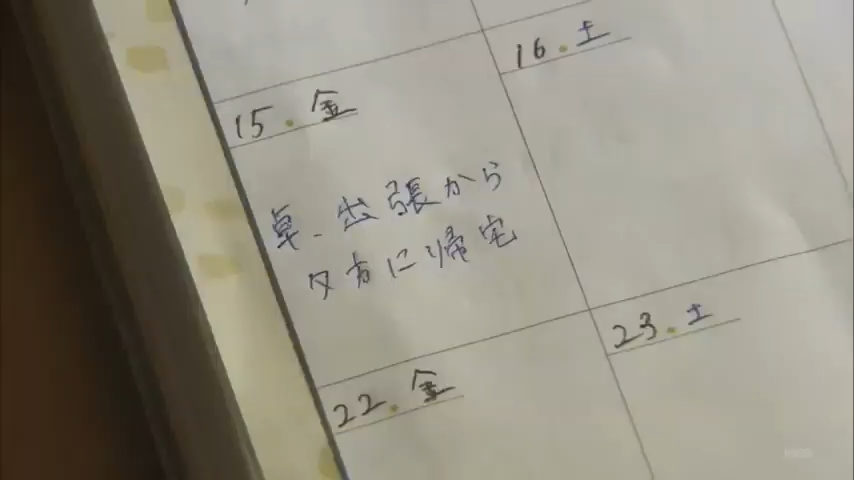 15.金
16.土
卓、出張から
夕方に帰宅
22.金
23.土